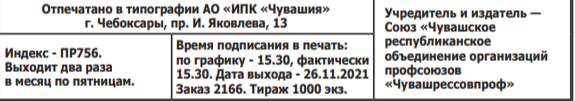 Отпечатано в типографии АО «ИПК «Чувашия»
г. Чебоксары, пр. И. Яковлева, 13
Индекс - ПР756.
Выходит два раза
в месяц по пятницам.
Время подписания в печать:
по графику - 15.30, фактически
15.30. Дата выхода - 26.11.2021
Заказ 2166. Тираж 1000 экз.
Учредитель и издатель —
Союз «Чувашское
республиканское
объединение организаций
профсоюзов
«Чувашрессовпроф»